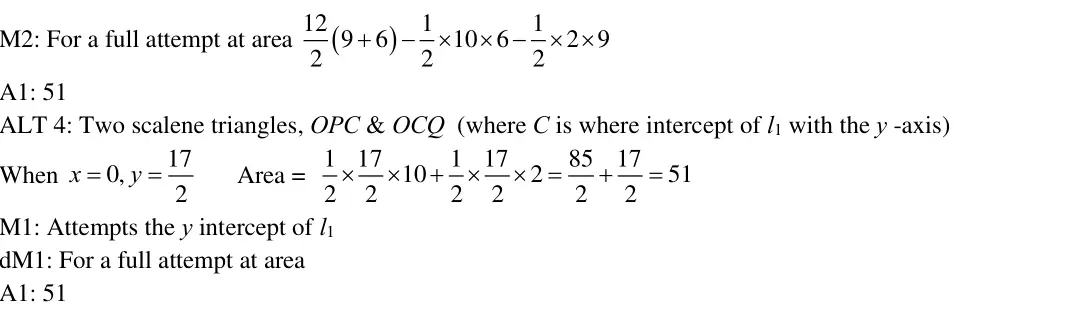 M2: For a full attempt at area 12/2 (9+6) − 1/2 ×10×6 − 1/2 ×2×9
A1: 51
ALT 4: Two scalene triangles, OPC & OCQ (where C is where intercept of l₁ with the y -axis)
When x = 0, y = 17/2 Area = 1/2 × 17/2 ×10 + 1/2 × 17/2 ×2 = 85/2 + 17/2 = 51
M1: Attempts the y intercept of l₁
dM1: For a full attempt at area
A1: 51